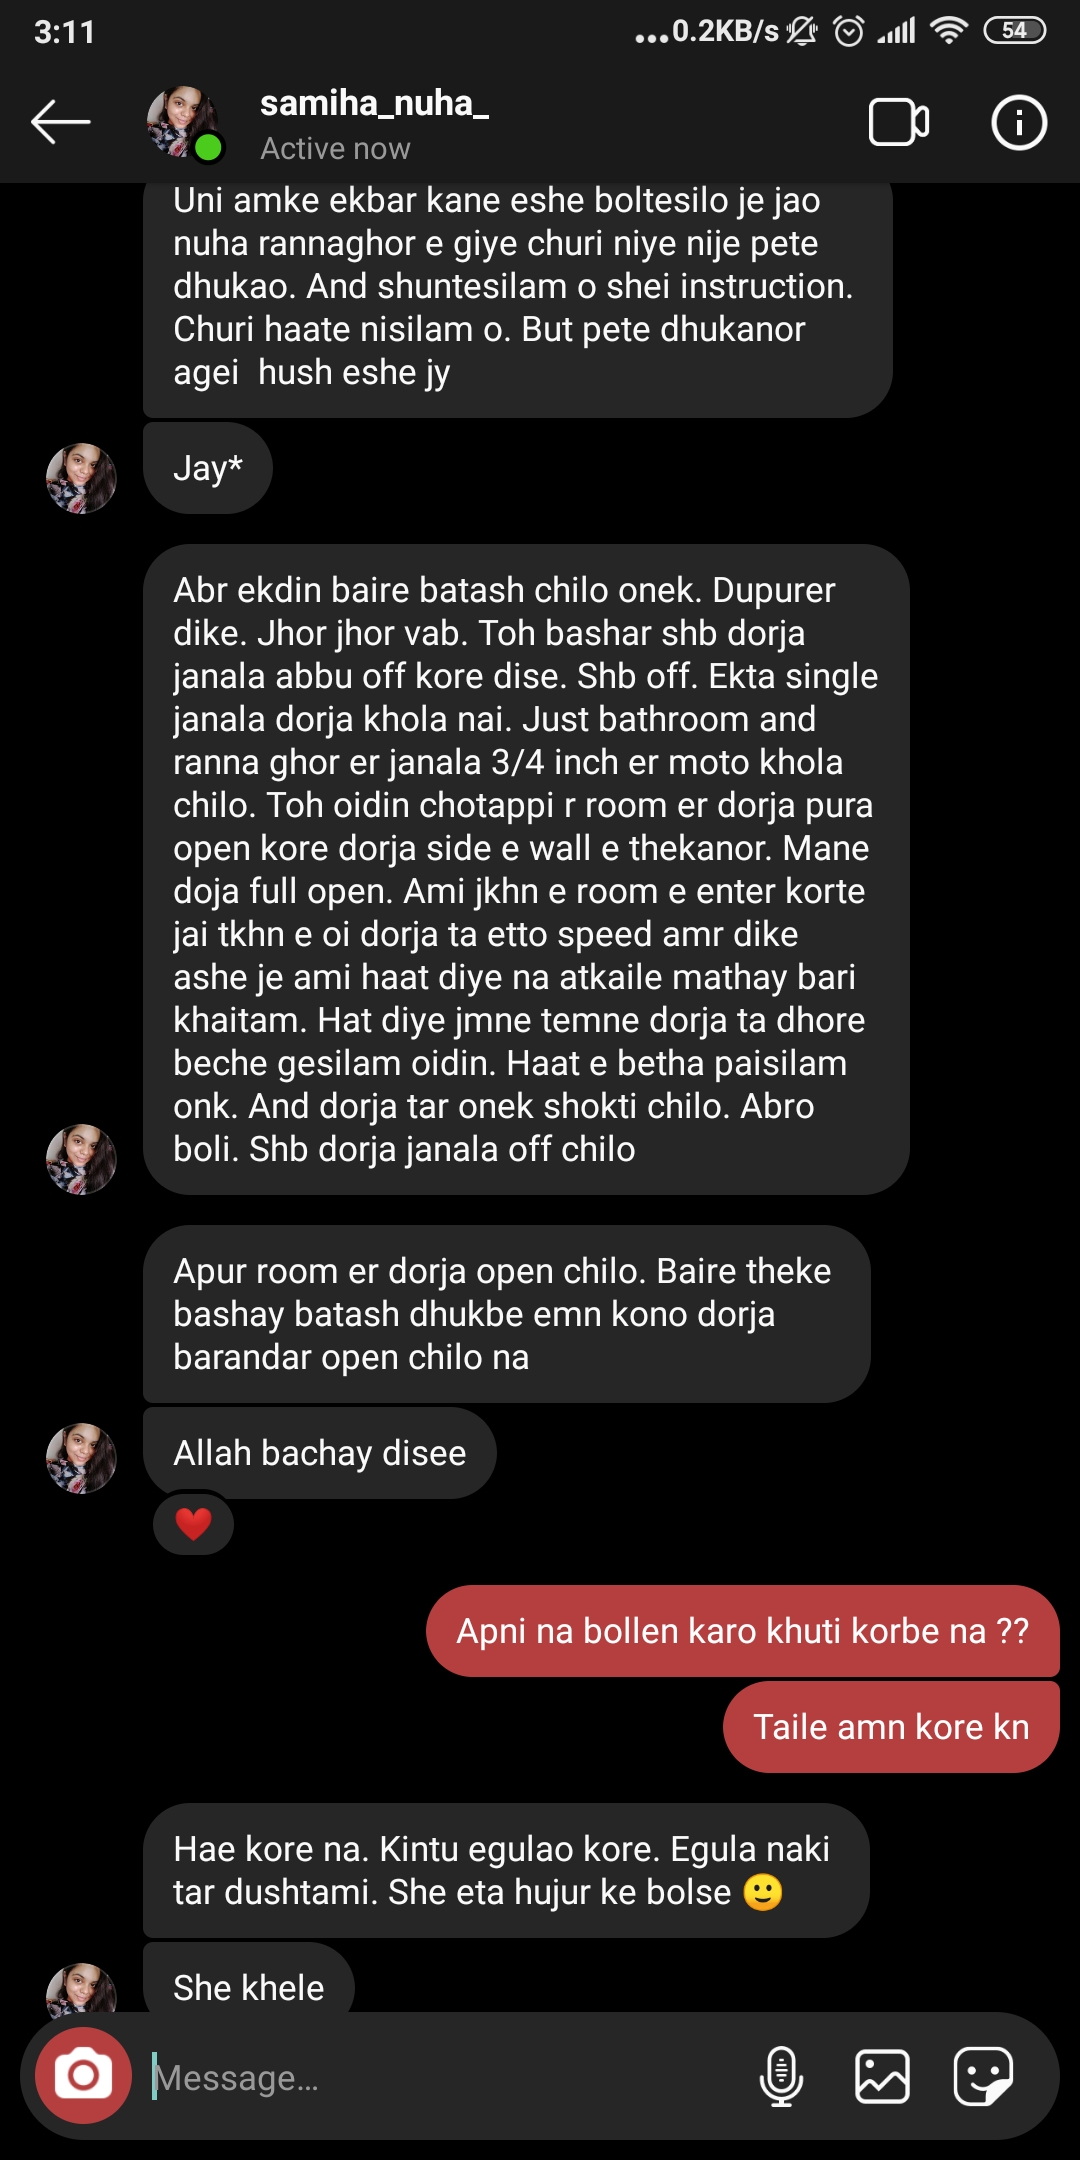 3:11
...0.2KB/s 54
samiha_nuha_
Active now
Uni amke ekbar kane eshe boltesilo je jao
nuha rannaghor e giye churi niye nije pete
dhukao. And shuntesilam o shei instruction.
Churi haate nisilam o. But pete dhukanor
agei  hush eshe jy
Jay*
Abr ekdin baire batash chilo onek. Dupurer
dike. Jhor jhor vab. Toh bashar shb dorja
janala abbu off kore dise. Shb off. Ekta single
janala dorja khola nai. Just bathroom and
ranna ghor er janala 3/4 inch er moto khola
chilo. Toh oidin chotappi r room er dorja pura
open kore dorja side e wall e thekanor. Mane
doja full open. Ami jkhn e room e enter korte
jai tkhn e oi dorja ta etto speed amr dike
ashe je ami haat diye na atkaile mathay bari
khaitam. Hat diye jmne temne dorja ta dhore
beche gesilam oidin. Haat e betha paisilam
onk. And dorja tar onek shokti chilo. Abro
boli. Shb dorja janala off chilo
Apur room er dorja open chilo. Baire theke
bashay batash dhukbe emn kono dorja
barandar open chilo na
Allah bachay disee
❤️
Apni na bollen karo khuti korbe na ??
Taile amn kore kn
Hae kore na. Kintu egulao kore. Egula naki
tar dushtami. She eta hujur ke bolse 🙂
She khele
Message...